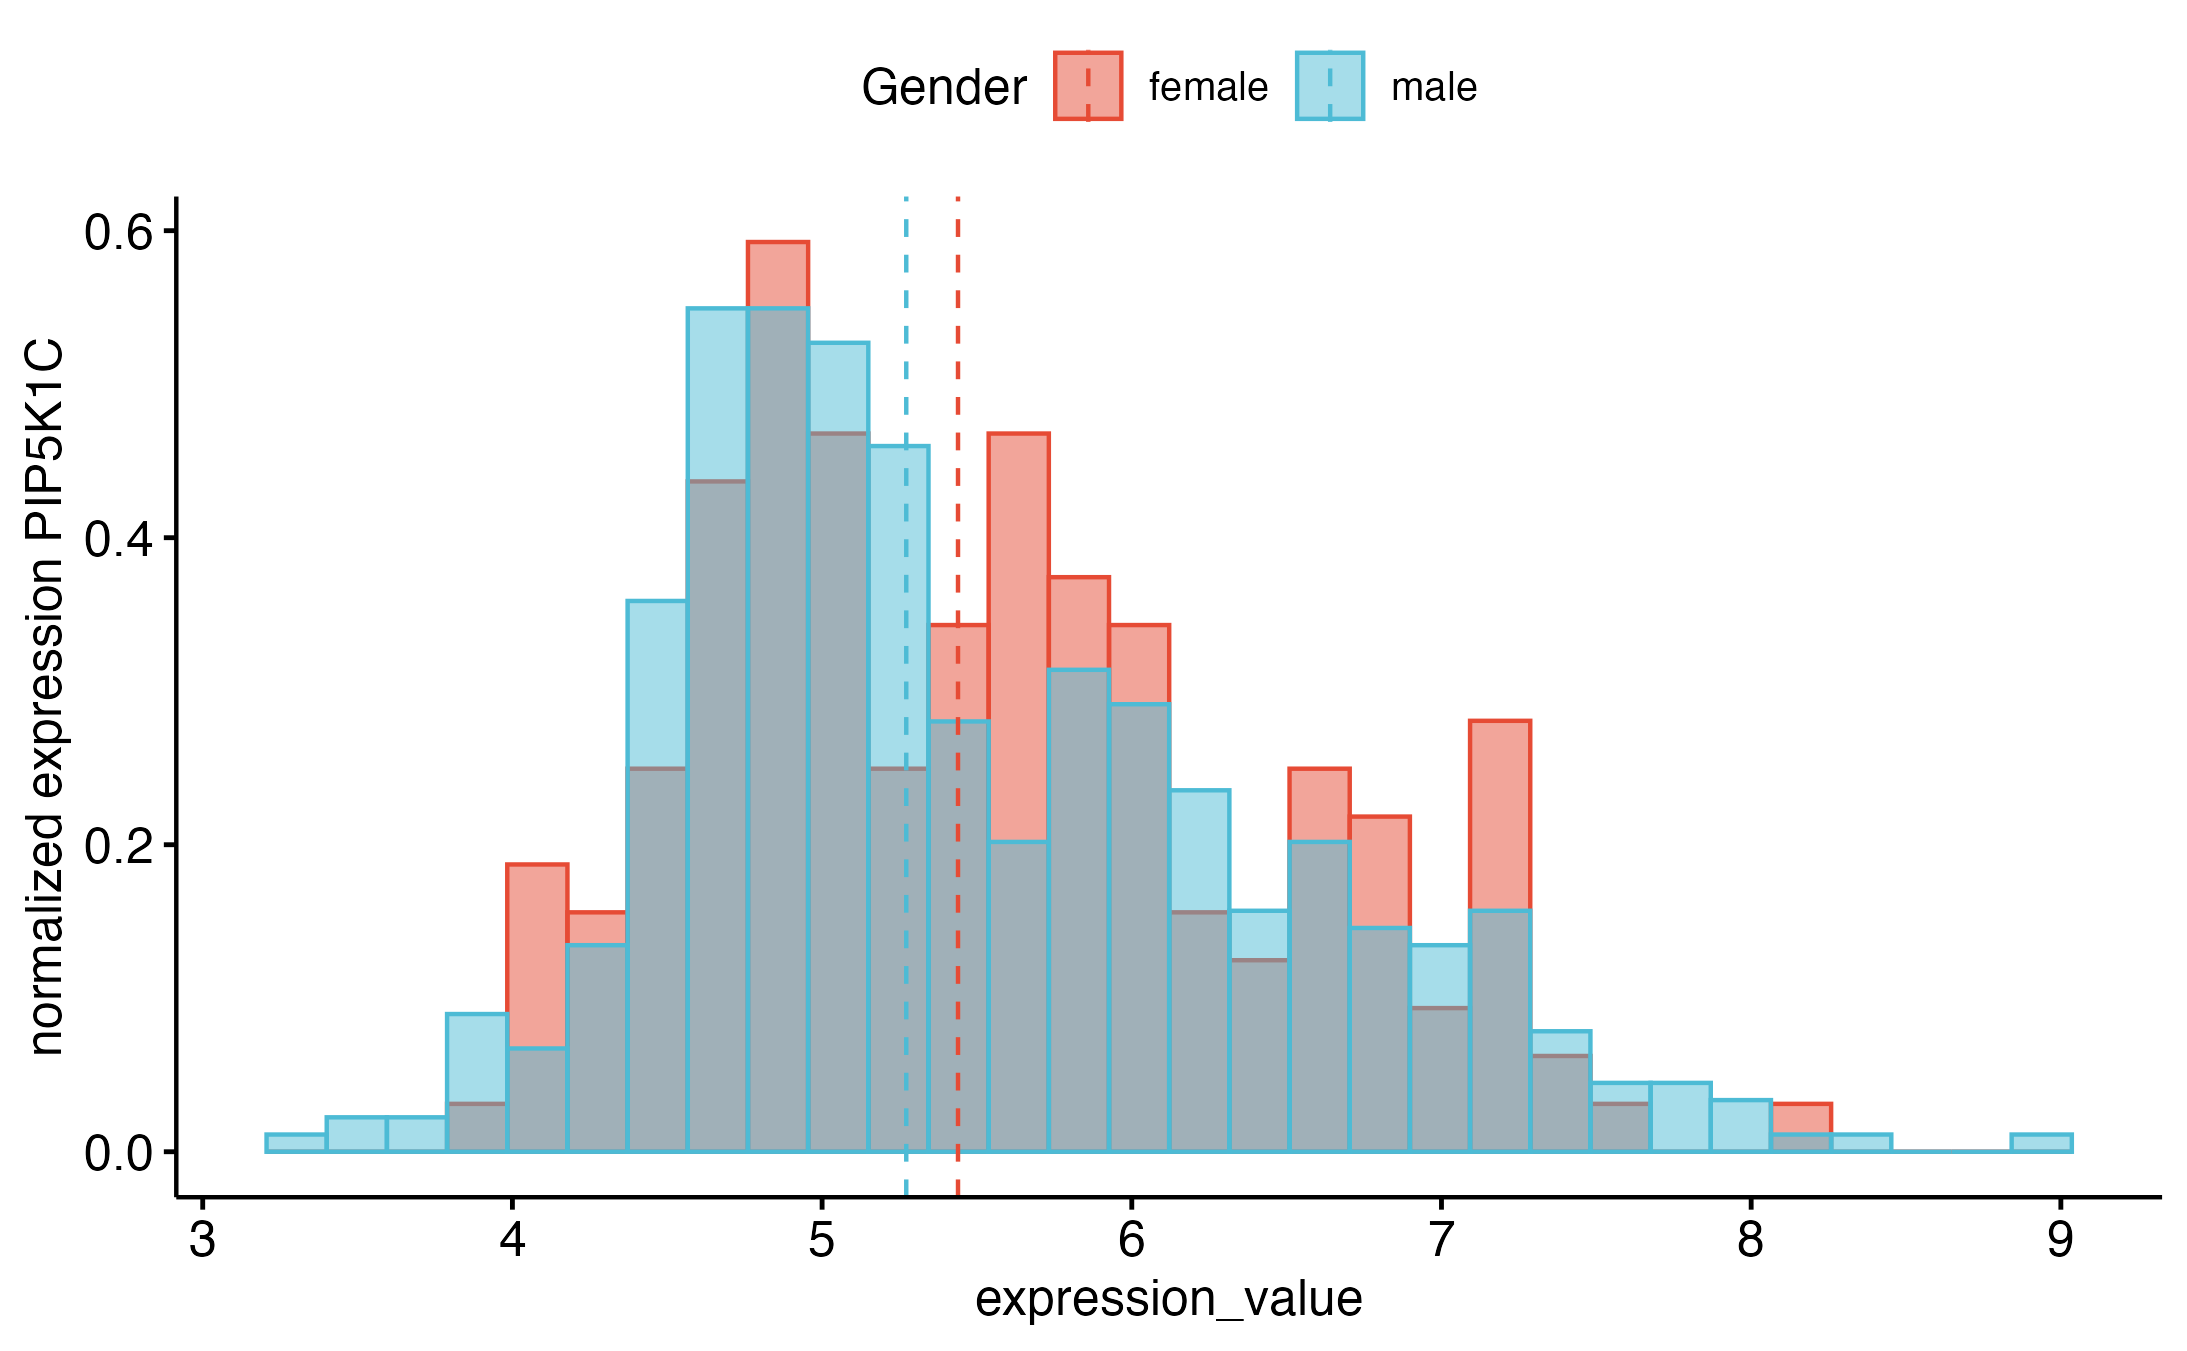 Gender female male
0.6
0.4
0.2
0.0
normalized expression PIP5K1C
3 4 5 6 7 8 9
expression_value